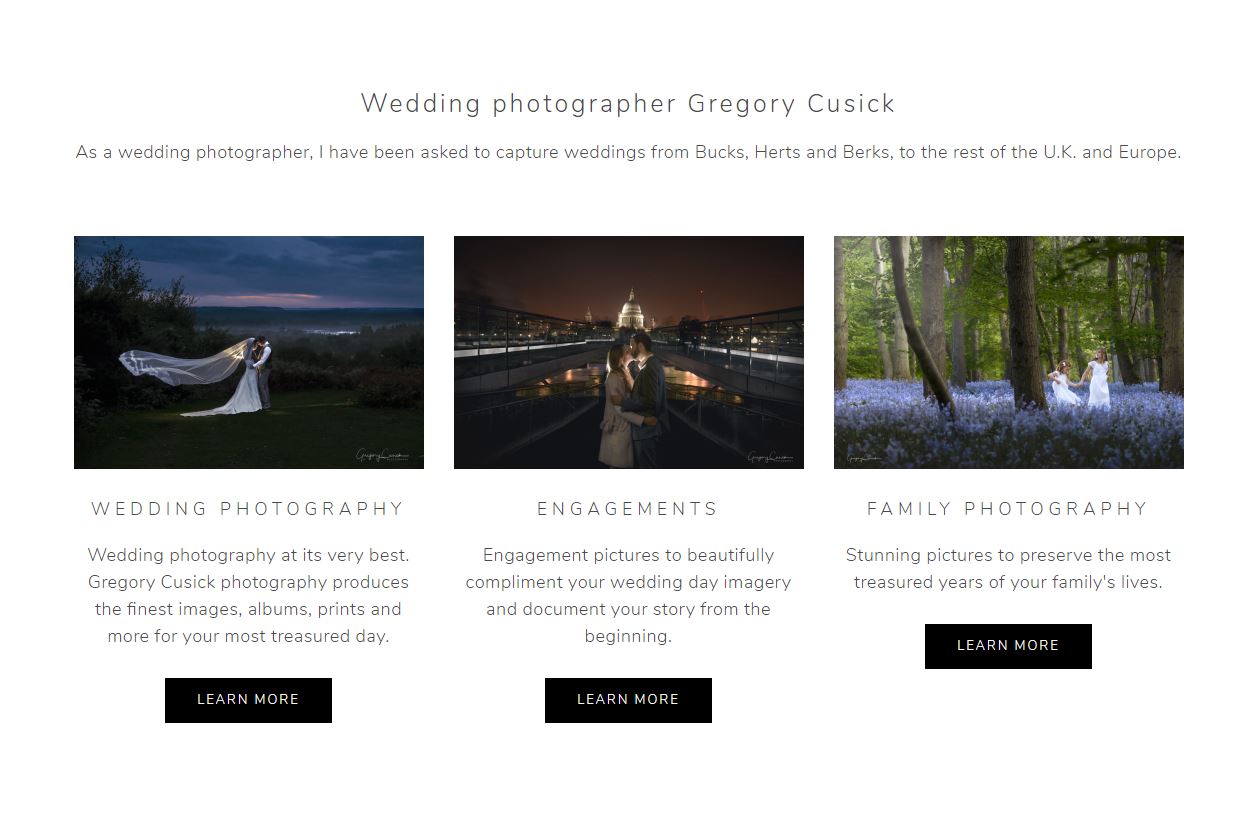 Wedding photographer Gregory Cusick
As a wedding photographer, I have been asked to capture weddings from Bucks, Herts and Berks, to the rest of the U.K. and Europe.
WEDDING PHOTOGRAPHY
Wedding photography at its very best.
Gregory Cusick photography produces
the finest images, albums, prints and
more for your most treasured day.
LEARN MORE
ENGAGEMENTS
Engagement pictures to beautifully
compliment your wedding day imagery
and document your story from the
beginning.
LEARN MORE
FAMILY PHOTOGRAPHY
Stunning pictures to preserve the most
treasured years of your family's lives.
LEARN MORE